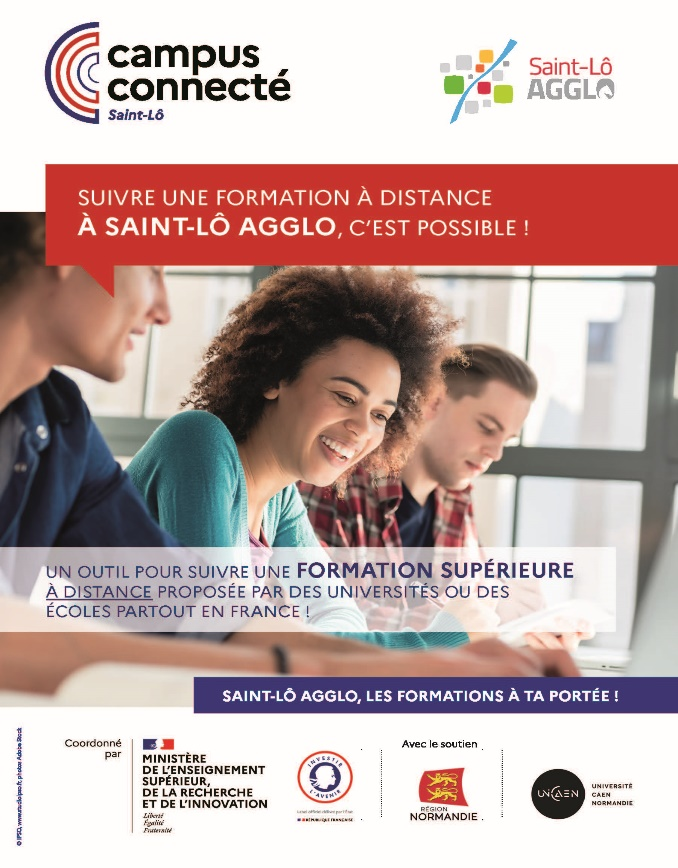 campus
connecté
Saint-Lô
Saint-Lô
AGGLO
SUIVRE UNE FORMATION À DISTANCE
À SAINT-LÔ AGGLO, C'EST POSSIBLE !
UN OUTIL POUR SUIVRE UNE FORMATION SUPÉRIEURE
À DISTANCE PROPOSÉE PAR DES UNIVERSITÉS OU DES
ÉCOLES PARTOUT EN FRANCE !
SAINT-LÔ AGGLO, LES FORMATIONS À TA PORTÉE !
Coordonné
par
MINISTÈRE
DE L'ENSEIGNEMENT
SUPÉRIEUR,
DE LA RECHERCHE
ET DE L'INNOVATION
Liberté
Égalité
Fraternité
INVESTIR
L'AVENIR
RÉPUBLIQUE FRANÇAISE
Avec le soutien
RÉGION
NORMANDIE
UNICAEN
UNIVERSITÉ
CAEN
NORMANDIE